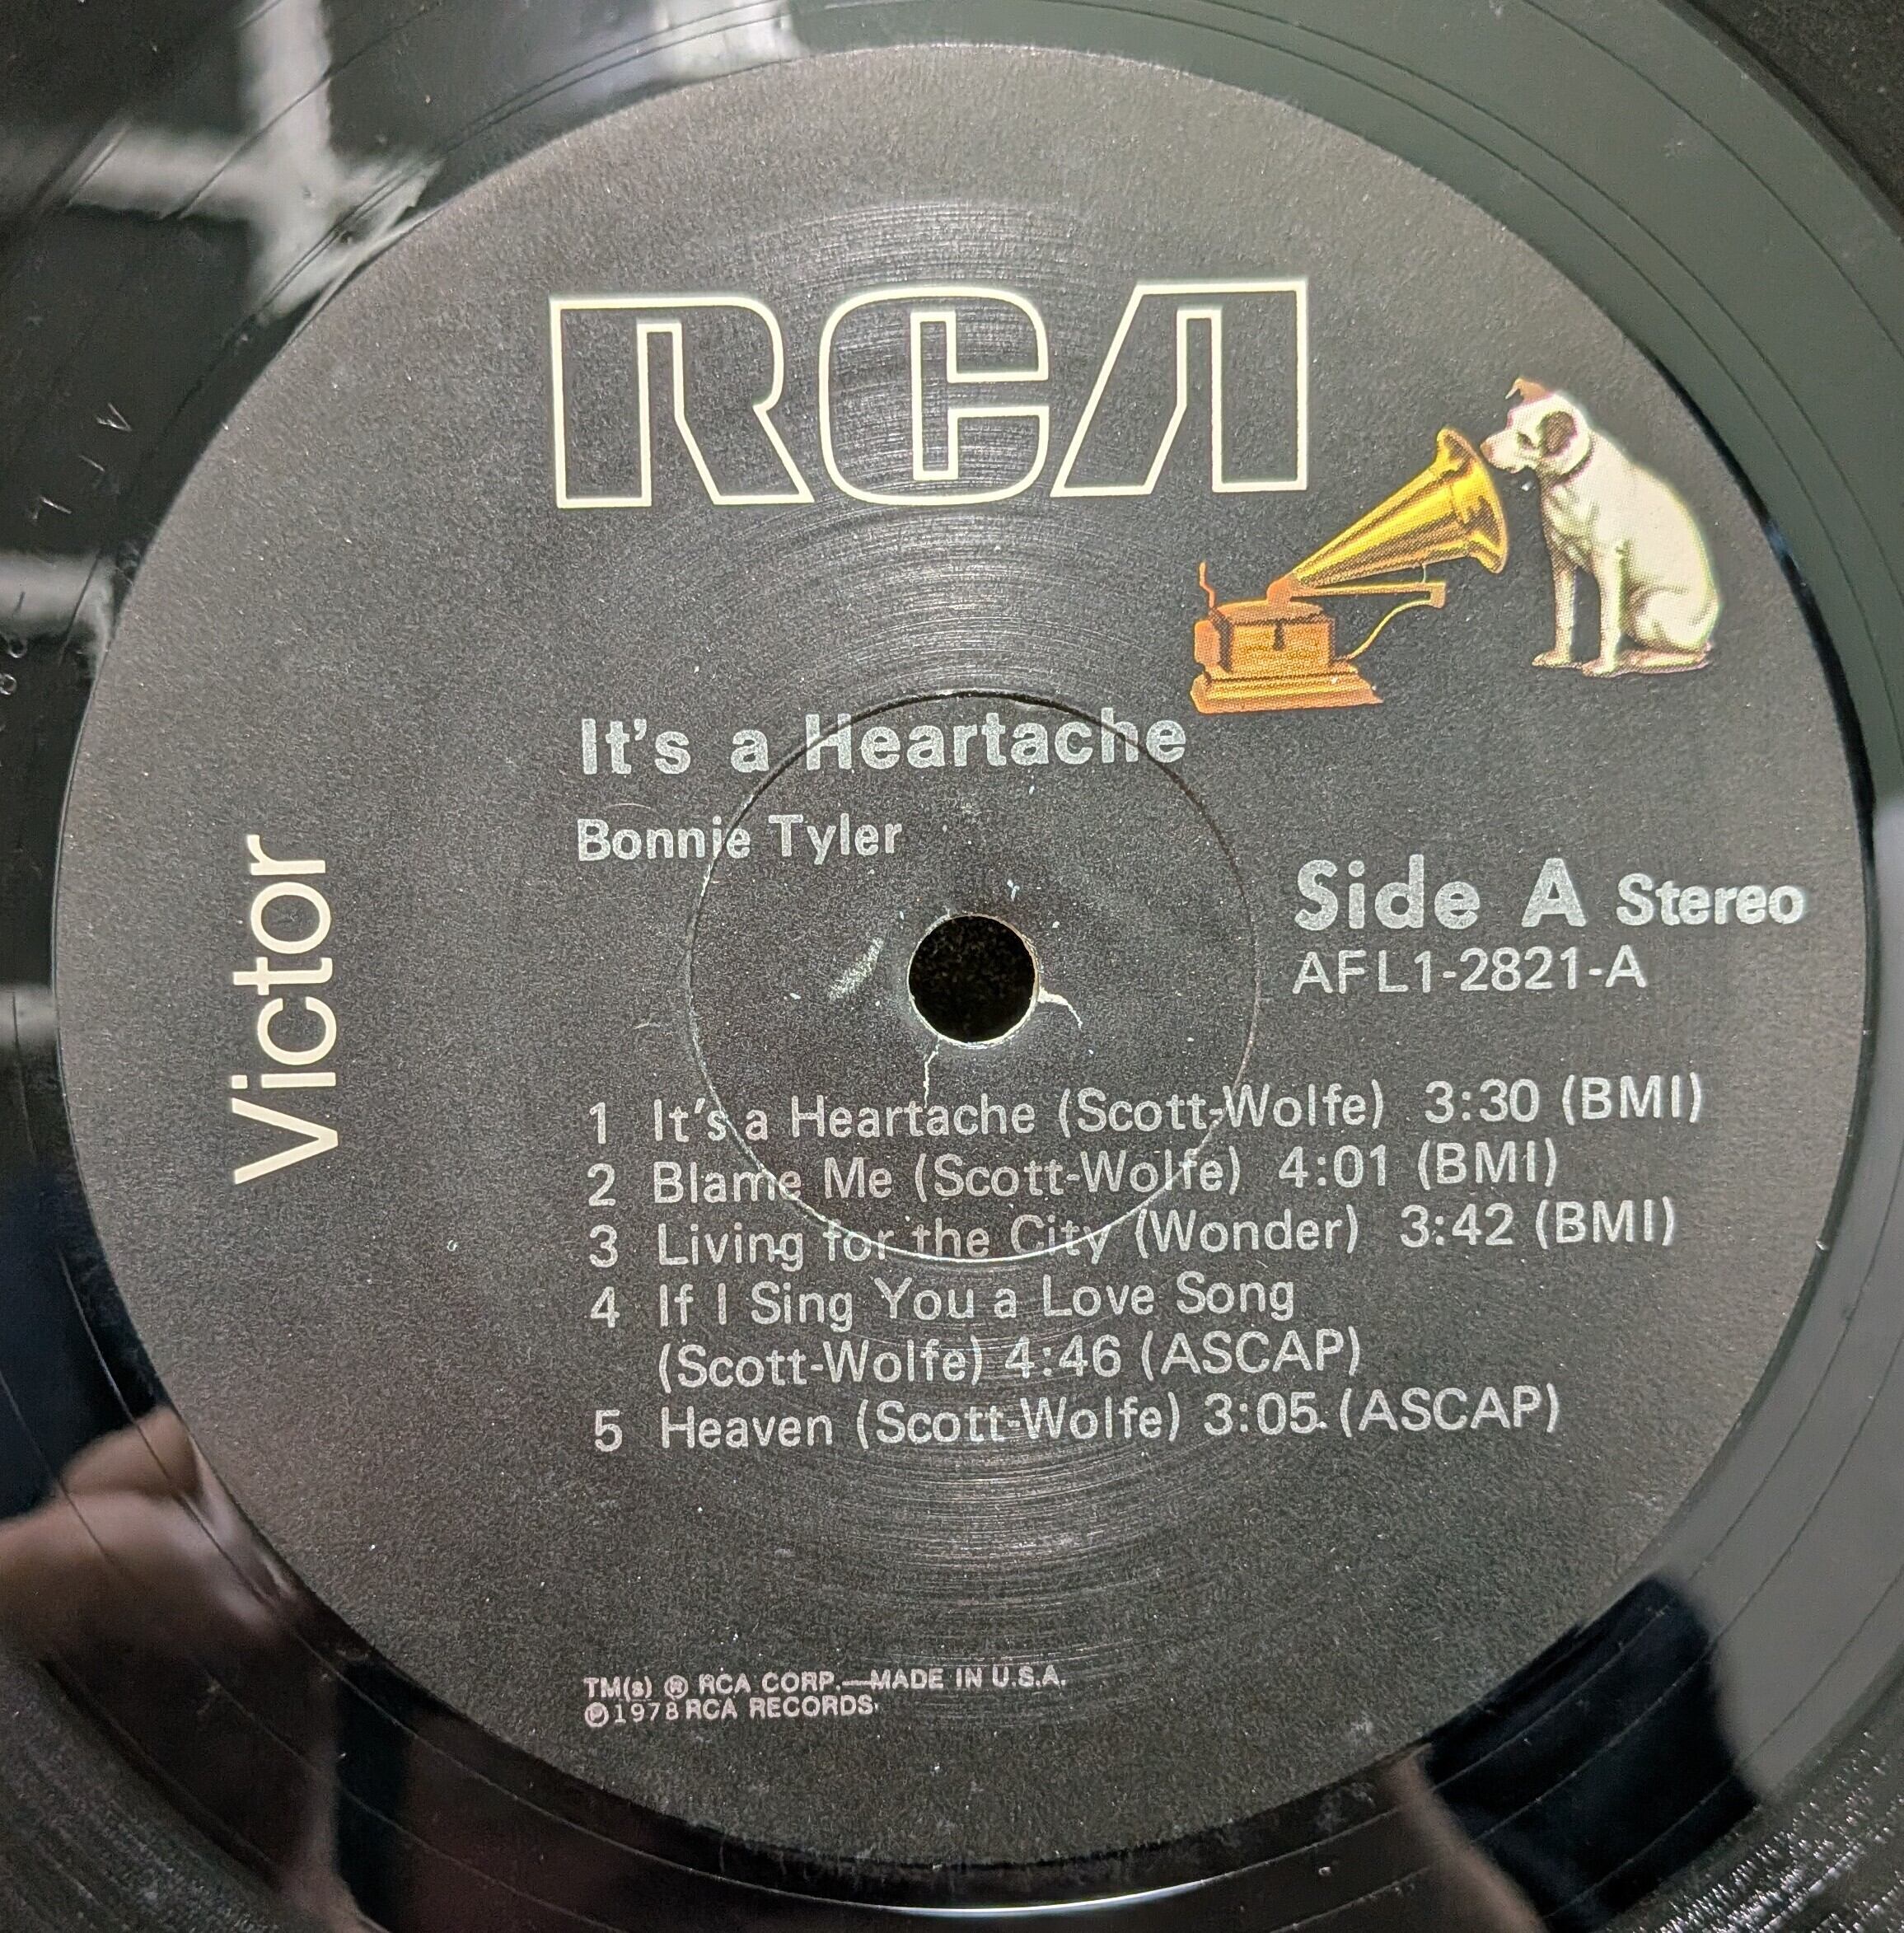 RCA
It's a Heartache
Bonnie Tyler
Victor
Side A Stereo
AFL1-2821-A
1 It's a Heartache (Scott-Wolfe) 3:30 (BMI)
2 Blame Me (Scott-Wolfe) 4:01 (BMI)
3 Living for the City (Wonder) 3:42 (BMI)
4 If I Sing You a Love Song
(Scott-Wolfe) 4:46 (ASCAP)
5 Heaven (Scott-Wolfe) 3:05 (ASCAP)
TM(s) ® RCA CORP.—MADE IN U.S.A.
℗1978 RCA RECORDS